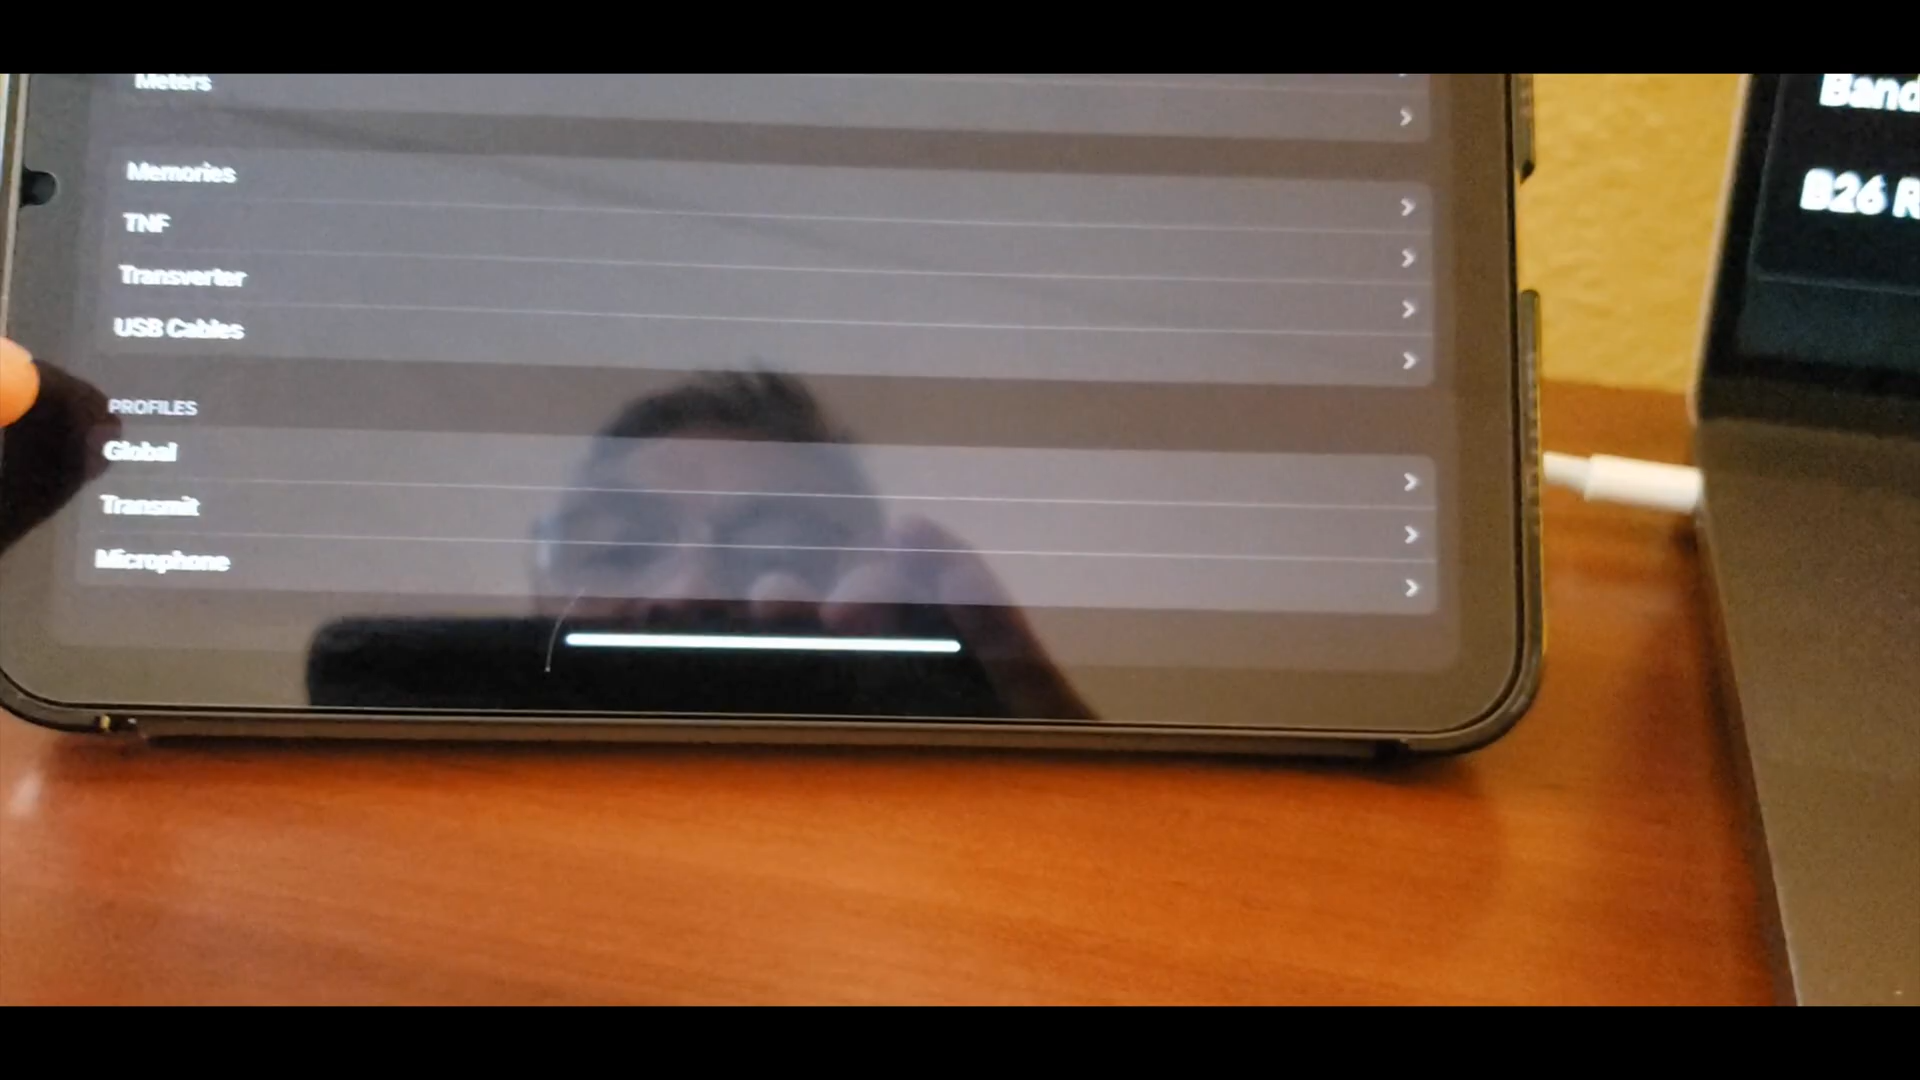 Meters
Memories
TNF
Transverter
USB Cables
PROFILES
Global
Transmit
Microphone
Band
B26 R